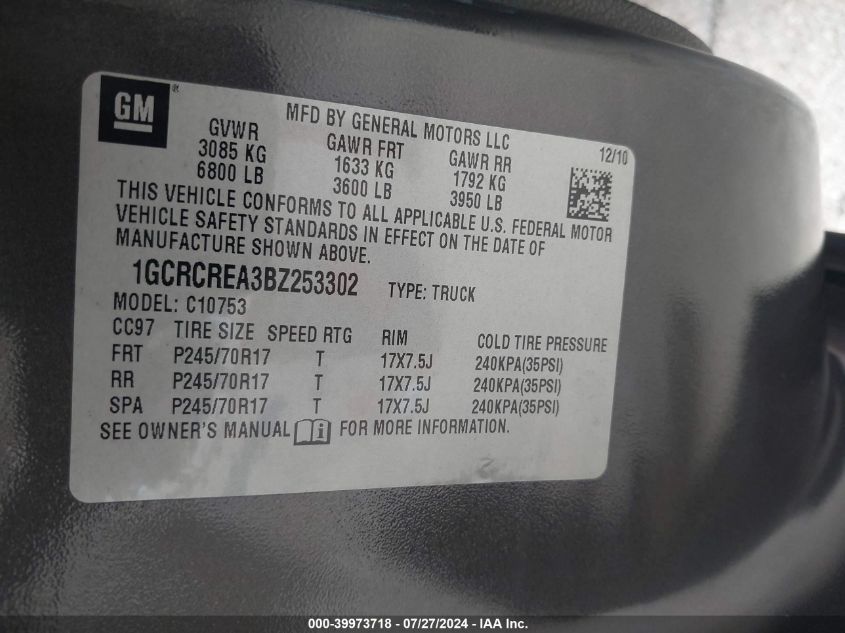 GM®
MFD BY GENERAL MOTORS LLC
12/10
GVWR GAWR FRT GAWR RR
3085 KG 1633 KG 1792 KG
6800 LB 3600 LB 3950 LB
THIS VEHICLE CONFORMS TO ALL APPLICABLE U.S. FEDERAL MOTOR
VEHICLE SAFETY STANDARDS IN EFFECT ON THE DATE OF
MANUFACTURE SHOWN ABOVE.
1GCRCREA3BZ253302 TYPE: TRUCK
MODEL: C10753
CC97 TIRE SIZE SPEED RTG RIM COLD TIRE PRESSURE
FRT P245/70R17 T 17X7.5J 240KPA(35PSI)
RR P245/70R17 T 17X7.5J 240KPA(35PSI)
SPA P245/70R17 T 17X7.5J 240KPA(35PSI)
SEE OWNER'S MANUAL FOR MORE INFORMATION.
000-39973718 - 07/27/2024 - IAAI Inc.